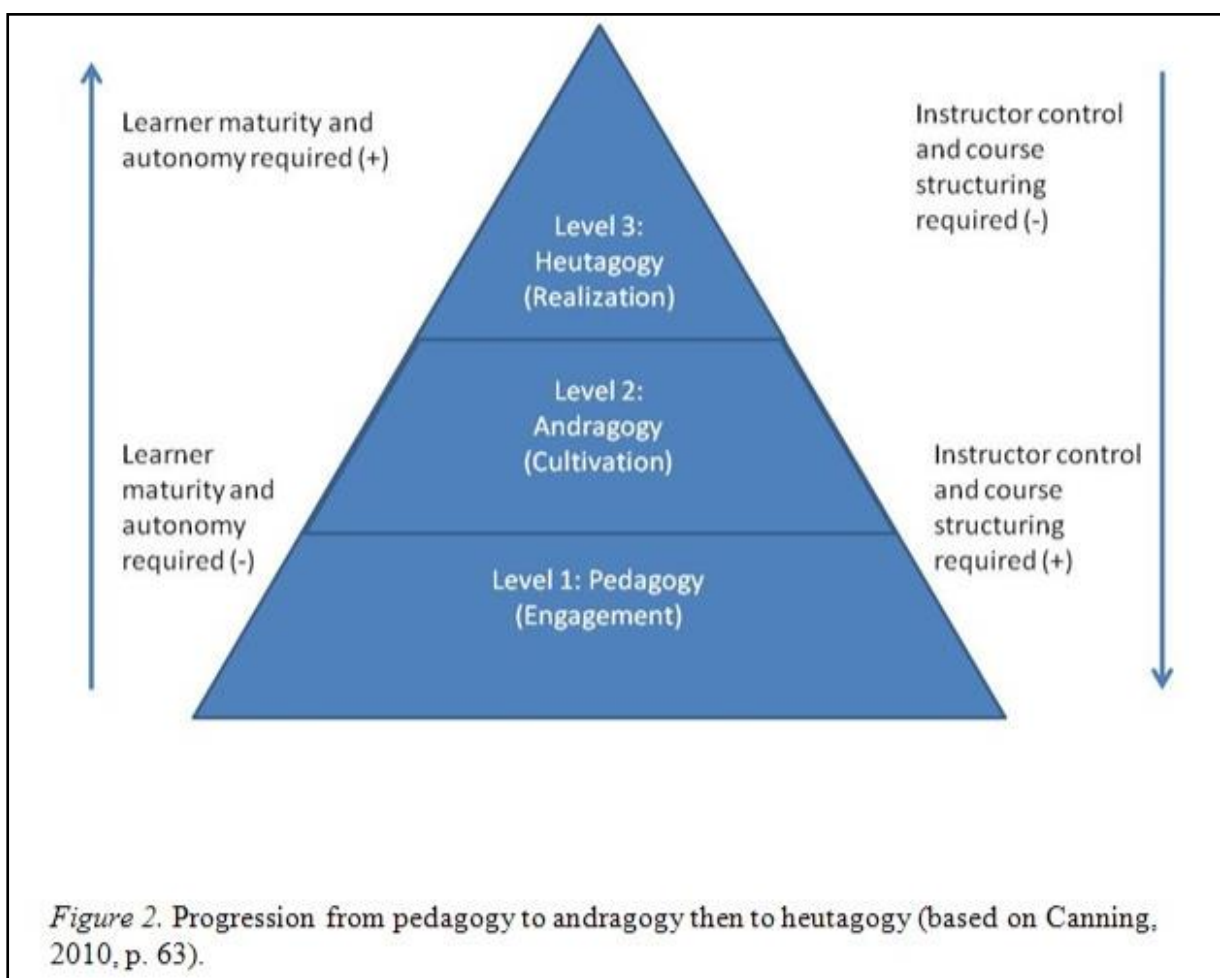 Learner maturity and
autonomy required (+)
Instructor control
and course
structuring
required (-)
Level 3:
Heutagogy
(Realization)
Level 2:
Andragogy
(Cultivation)
Learner
maturity and
autonomy
required (-)
Instructor control
and course
structuring
required (+)
Level 1: Pedagogy
(Engagement)
Figure 2. Progression from pedagogy to andragogy then to heutagogy (based on Canning,
2010, p. 63).